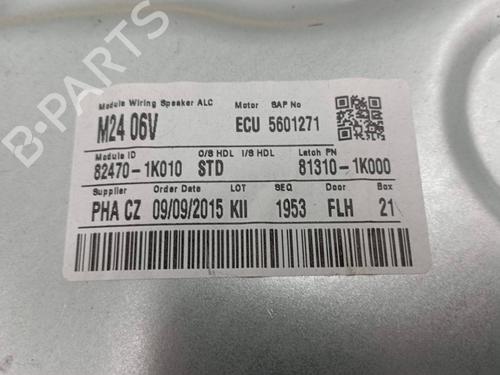 Module Wiring Speaker ALC Motor SAP No
M24 06V ECU 5601271
Module ID O/S HDL I/S HDL Latch PN
82470-1K010 STD 81310-1K000
Supplier Order Date LOT SEQ Door Box
PHA CZ 09/09/2015 KII 1953 FLH 21
B-PARTS